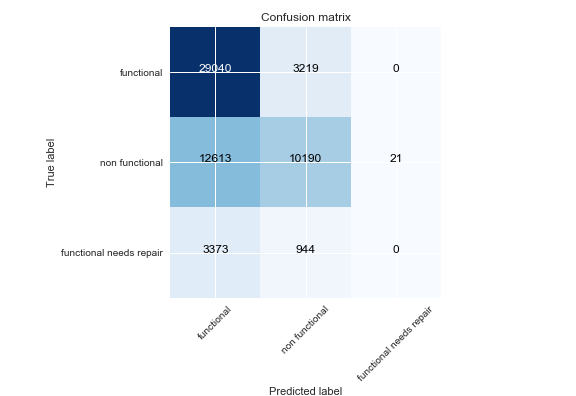 Confusion matrix
True label
functional 29040 3219 0
non functional 12613 10190 21
functional needs repair 3373 944 0
functional non functional functional needs repair
Predicted label